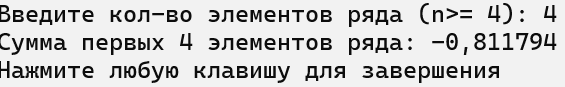 Введите кол-во элементов ряда (n>= 4): 4
Сумма первых 4 элементов ряда: -0,811794
Нажмите любую клавишу для завершения